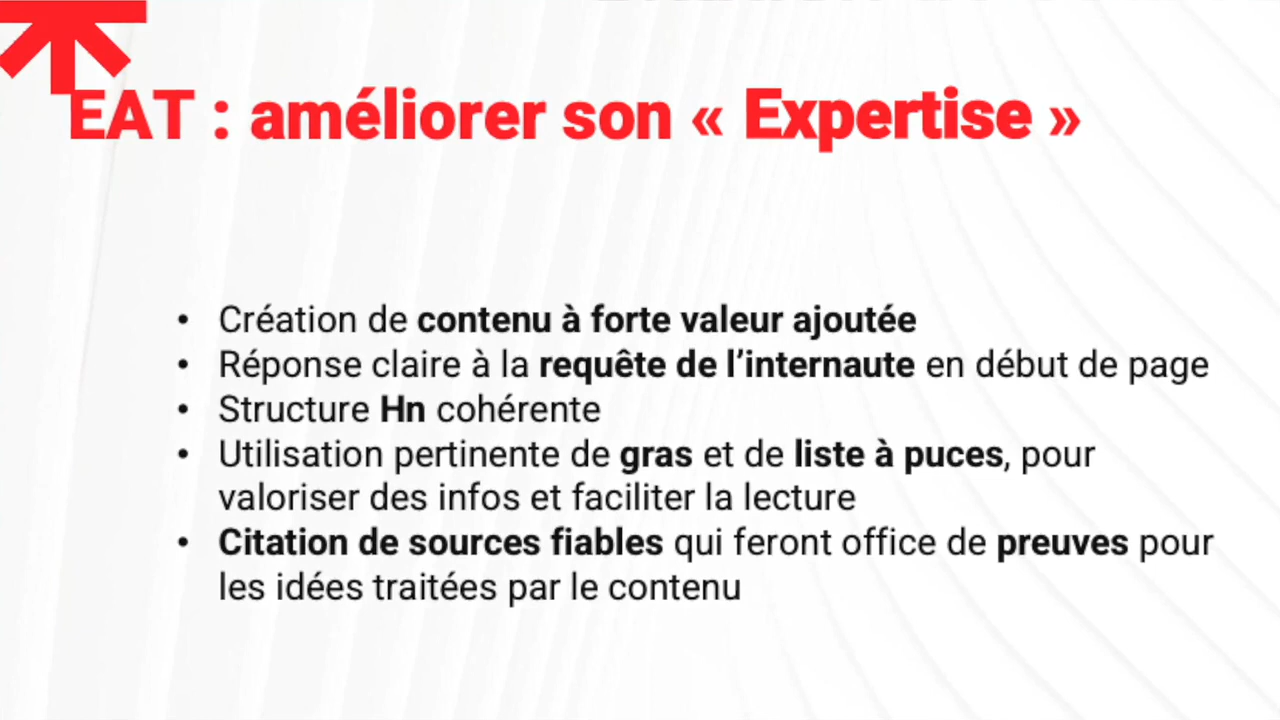 EAT : améliorer son « Expertise »
• Création de contenu à forte valeur ajoutée
• Réponse claire à la requête de l’internaute en début de page
• Structure Hn cohérente
• Utilisation pertinente de gras et de liste à puces, pour
valoriser des infos et faciliter la lecture
• Citation de sources fiables qui feront office de preuves pour
les idées traitées par le contenu